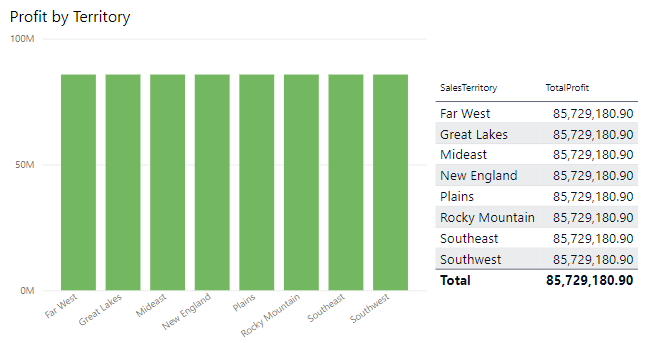 Profit by Territory
100M
50M
0M
Far West
Great Lakes
Mideast
New England
Plains
Rocky Mountain
Southeast
Southwest
SalesTerritory TotalProfit
Far West 85,729,180.90
Great Lakes 85,729,180.90
Mideast 85,729,180.90
New England 85,729,180.90
Plains 85,729,180.90
Rocky Mountain 85,729,180.90
Southeast 85,729,180.90
Southwest 85,729,180.90
Total 85,729,180.90